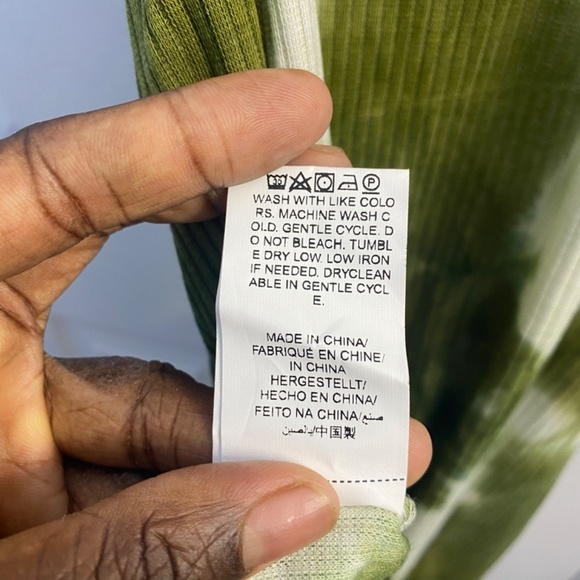 WASH WITH LIKE COLO
RS. MACHINE WASH C
OLD. GENTLE CYCLE. D
O NOT BLEACH. TUMBL
E DRY LOW. LOW IRON
IF NEEDED. DRYCLEAN
ABLE IN GENTLE CYCL
E.
MADE IN CHINA/
FABRIQUÉ EN CHINE/
IN CHINA
HERGESTELLT/
HECHO EN CHINA/
FEITO NA CHINA/صنع
بالصين/中国製